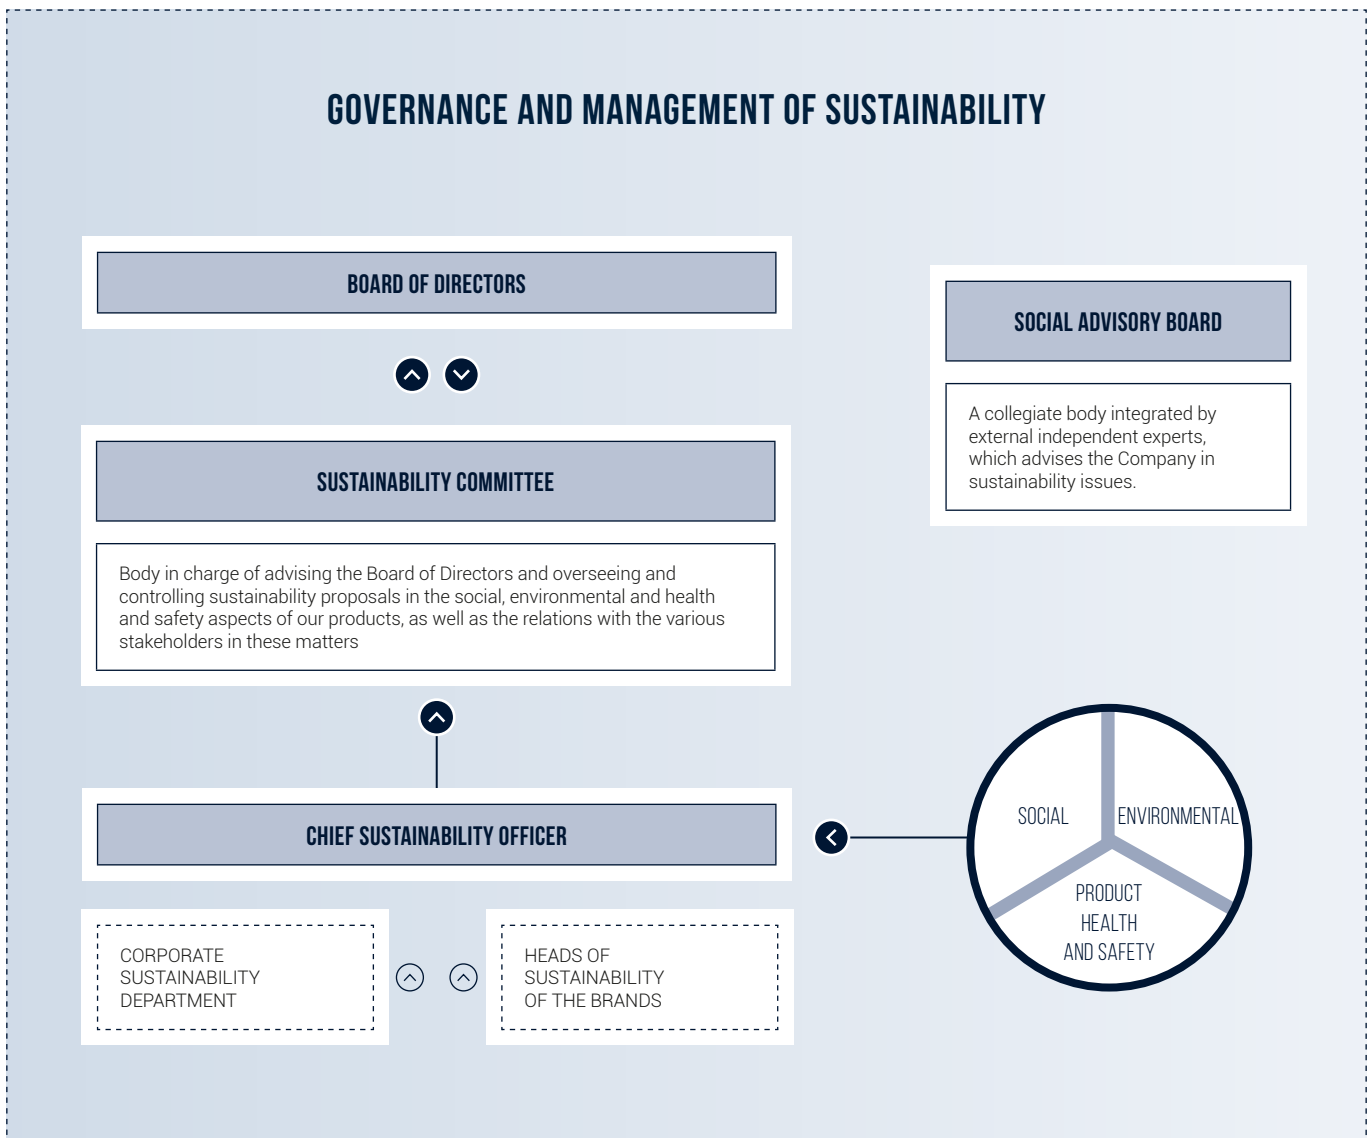 GOVERNANCE AND MANAGEMENT OF SUSTAINABILITY
BOARD OF DIRECTORS
SUSTAINABILITY COMMITTEE
Body in charge of advising the Board of Directors and overseeing and
controlling sustainability proposals in the social, environmental and health
and safety aspects of our products, as well as the relations with the various
stakeholders in these matters
CHIEF SUSTAINABILITY OFFICER
CORPORATE
SUSTAINABILITY
DEPARTMENT
HEADS OF
SUSTAINABILITY
OF THE BRANDS
SOCIAL ADVISORY BOARD
A collegiate body integrated by
external independent experts,
which advises the Company in
sustainability issues.
SOCIAL
ENVIRONMENTAL
PRODUCT
HEALTH
AND SAFETY